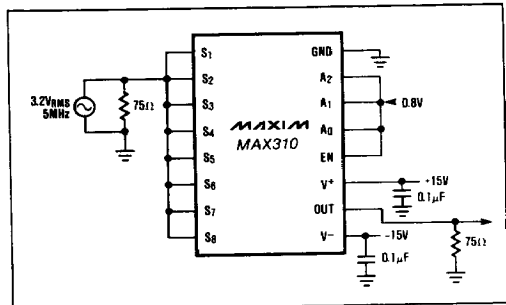 3.2VRMS
5MHz
75Ω
S1
S2
S3
S4
S5
S6
S7
S8
MAXIM
MAX310
GND
A2
A1
A0
EN
V+
OUT
V-
0.8V
+15V
0.1µF
-15V
0.1µF
75Ω